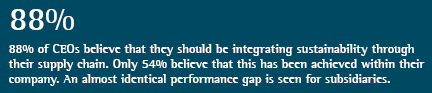 88%
88% of CEOs believe that they should be integrating sustainability through
their supply chain. Only 54% believe that this has been achieved within their
company. An almost identical performance gap is seen for subsidiaries.